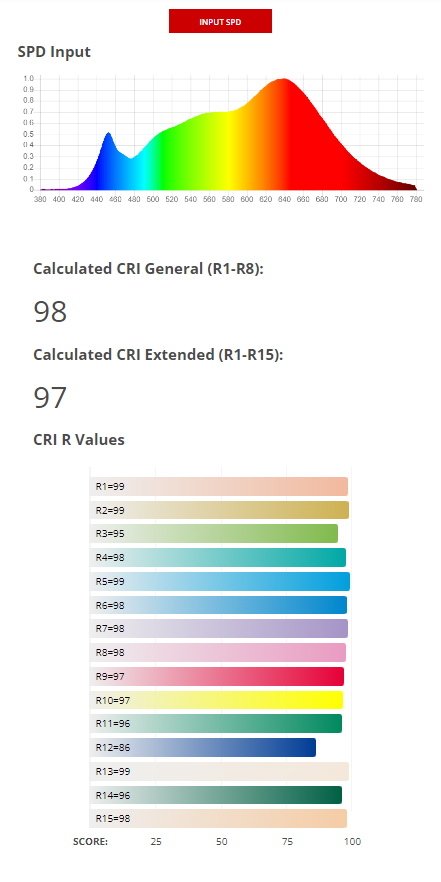 INPUT SPD
SPD Input
1.0
0.9
0.8
0.7
0.6
0.5
0.4
0.3
0.2
0.1
0
380 400 420 440 460 480 500 520 540 560 580 600 620 640 660 680 700 720 740 760 780
Calculated CRI General (R1-R8):
98
Calculated CRI Extended (R1-R15):
97
CRI R Values
R1=99
R2=99
R3=95
R4=98
R5=99
R6=98
R7=98
R8=98
R9=97
R10=97
R11=96
R12=86
R13=99
R14=96
R15=98
SCORE: 25 50 75 100